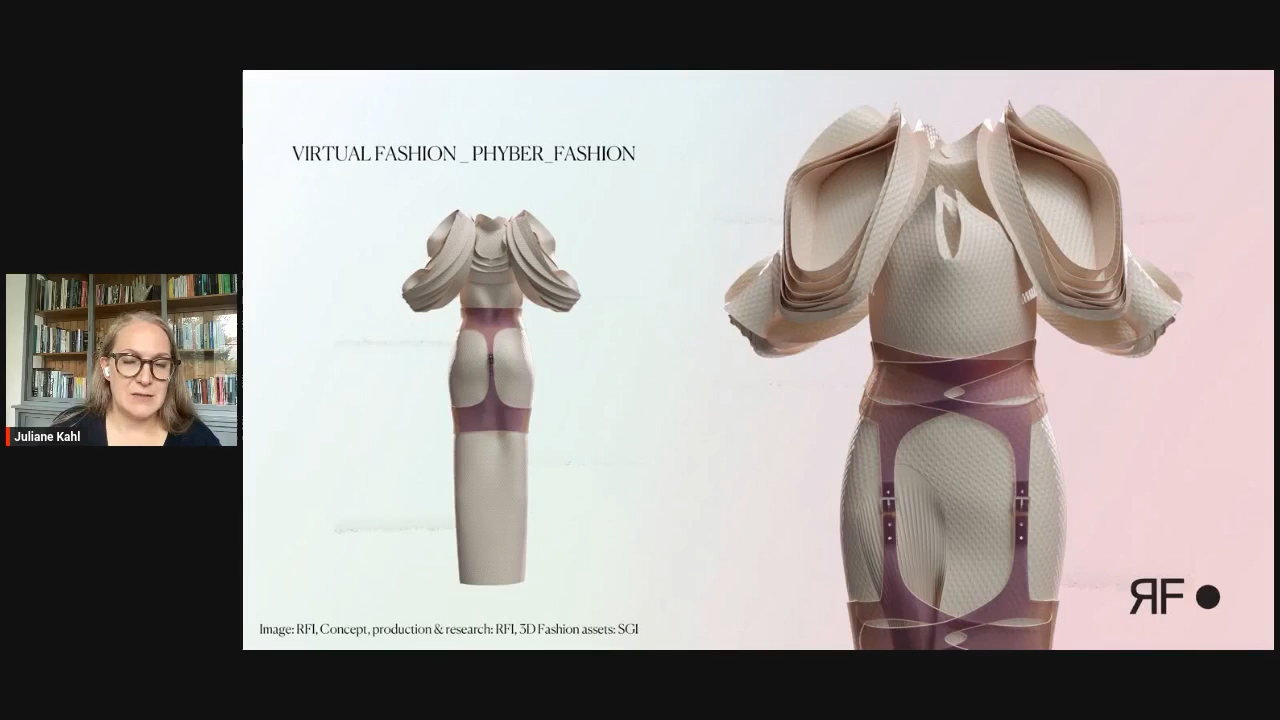 VIRTUAL FASHION _ PHYBER_FASHION
Juliane Kahl
Image: RFI, Concept, production & research: RFI, 3D Fashion assets: SGI
ЯF